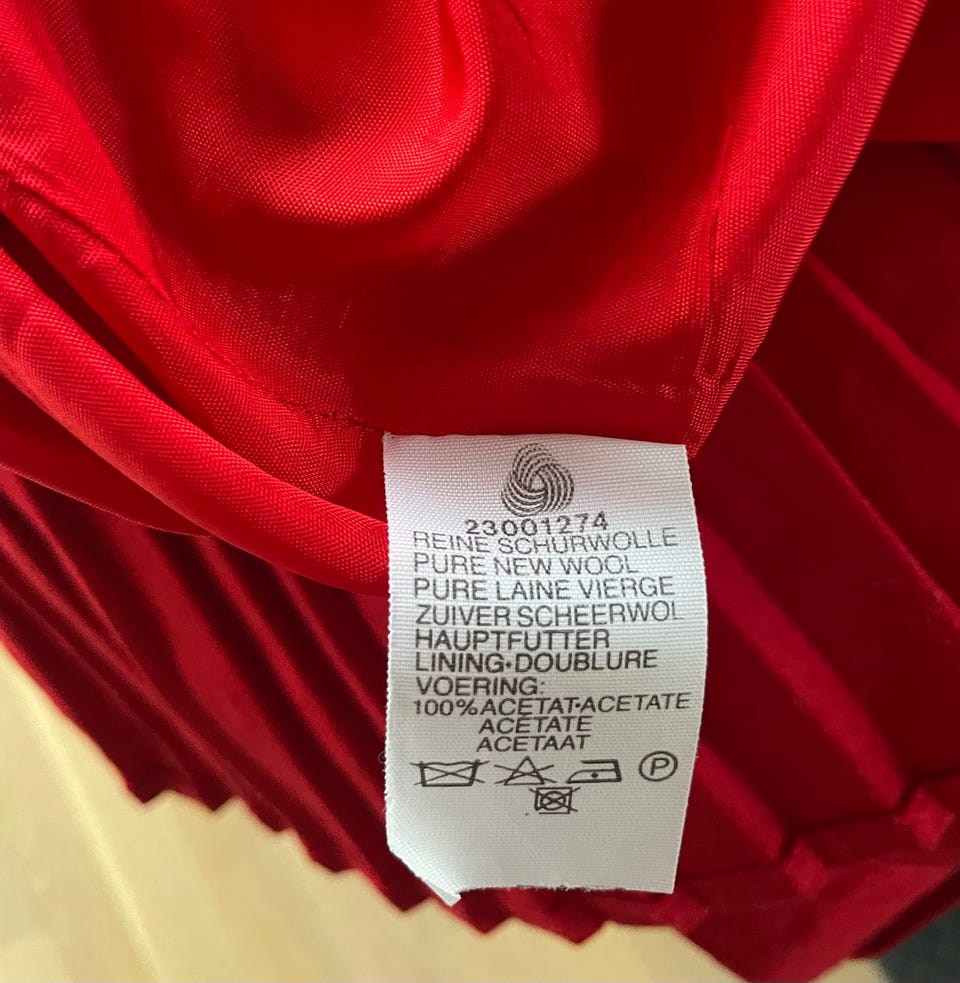 23001274
REINE SCHURWOLLE
PURE NEW WOOL
PURE LAINE VIERGE
ZUIVER SCHEERWOL
HAUPTFUTTER
LINING•DOUBLURE
VOERING:
100% ACETAT•ACETATE
ACÉTATE
ACETAAT
P